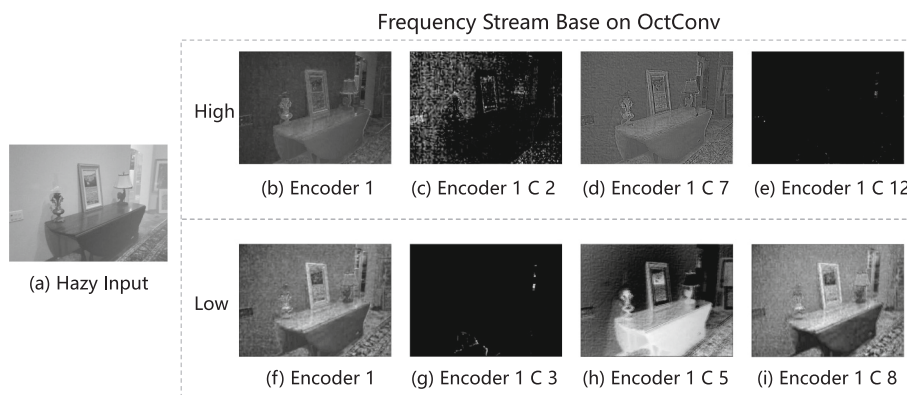 Frequency Stream Base on OctConv
High
(b) Encoder 1
(c) Encoder 1 C 2
(d) Encoder 1 C 7
(e) Encoder 1 C 12
(a) Hazy Input
Low
(f) Encoder 1
(g) Encoder 1 C 3
(h) Encoder 1 C 5
(i) Encoder 1 C 8